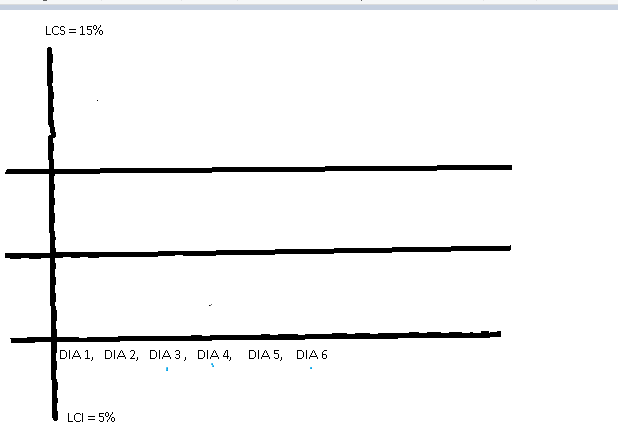 LCS = 15%
DIA 1, DIA 2, DIA 3, DIA 4, DIA 5, DIA 6
LCI = 5%